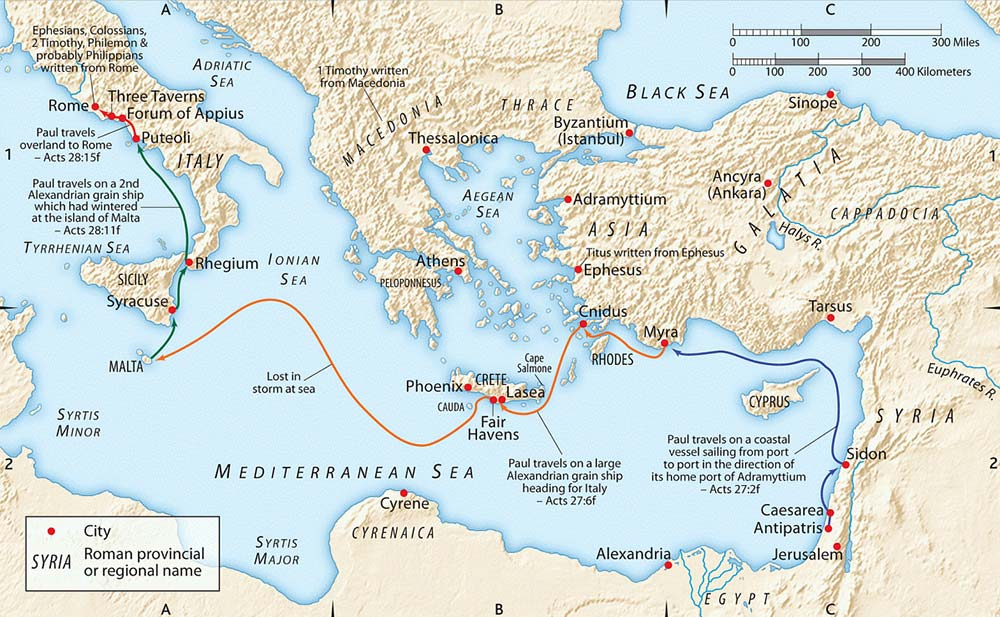 A
B
C
Ephesians, Colossians,
2 Timothy, Philemon &
probably Philippians
written from Rome
ADRIATIC
SEA
1 Timothy written
from Macedonia
0 100 200 300 Miles
0 100 200 300 400 Kilometers
BLACK SEA
Sinope
Rome
Three Taverns
Forum of Appius
Puteoli
Paul travels
overland to Rome
– Acts 28:15f
ITALY
MACEDONIA
THRACE
Byzantium
(Istanbul)
Thessalonica
1
1
Paul travels on a 2nd
Alexandrian grain ship
which had wintered
at the island of Malta
– Acts 28:11f
Ancyra
(Ankara)
GALATIA
CAPPADOCIA
Halys R.
AEGEAN
SEA
Adramyttium
ASIA
TYRRHENIAN SEA
Titus written from Ephesus
Ephesus
Rhegium
IONIAN
SEA
Athens
PELOPONNESUS
SICILY
Syracuse
Cnidus
Myra
Tarsus
MALTA
RHODES
Cape
Salmone
Lost in
storm at sea
Phoenix
CRETE
Lasea
CAUDA
Fair
Havens
CYPRUS
Euphrates R.
SYRIA
SYRTIS
MINOR
2
2
MEDITERRANEAN SEA
Paul travels on a large
Alexandrian grain ship
heading for Italy
– Acts 27:6f
Paul travels on a coastal
vessel sailing from port
to port in the direction of
its home port of Adramyttium
– Acts 27:2f
Sidon
Cyrene
CYRENAICA
Caesarea
Antipatris
Jerusalem
City
SYRIA
Roman provincial
or regional name
SYRTIS
MAJOR
Alexandria
EGYPT
A
B
C